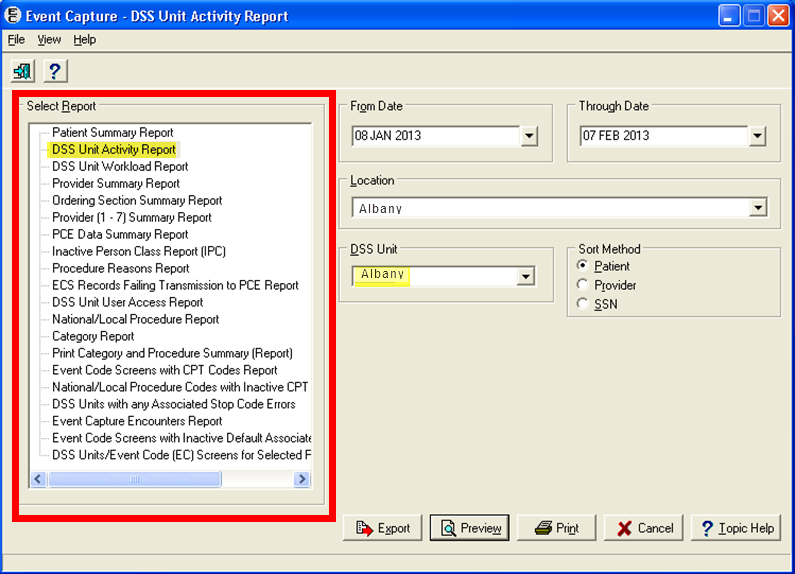 Event Capture - DSS Unit Activity Report
File View Help
Select Report
Patient Summary Report
DSS Unit Activity Report
DSS Unit Workload Report
Provider Summary Report
Ordering Section Summary Report
Provider (1 - 7) Summary Report
PCE Data Summary Report
Inactive Person Class Report (IPC)
Procedure Reasons Report
ECS Records Failing Transmission to PCE Report
DSS Unit User Access Report
National/Local Procedure Report
Category Report
Print Category and Procedure Summary (Report)
Event Code Screens with CPT Codes Report
National/Local Procedure Codes with Inactive CPT
DSS Units with any Associated Stop Code Errors
Event Capture Encounters Report
Event Code Screens with Inactive Default Associate
DSS Units/Event Code (EC) Screens for Selected F
From Date
08 JAN 2013
Through Date
07 FEB 2013
Location
Albany
DSS Unit
Albany
Sort Method
Patient
Provider
SSN
Export Preview Print Cancel ? Topic Help